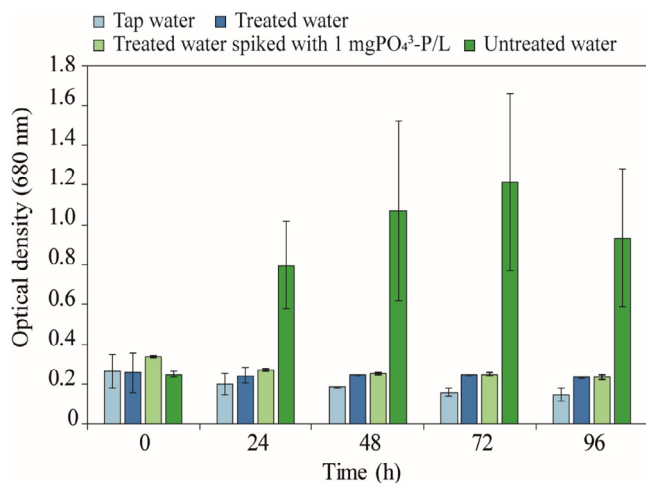 Tap water Treated water
Treated water spiked with 1 mgPO₄³-P/L Untreated water
1.8
1.6
1.4
1.2
1.0
0.8
0.6
0.4
0.2
0
Optical density (680 nm)
0 24 48 72 96
Time (h)